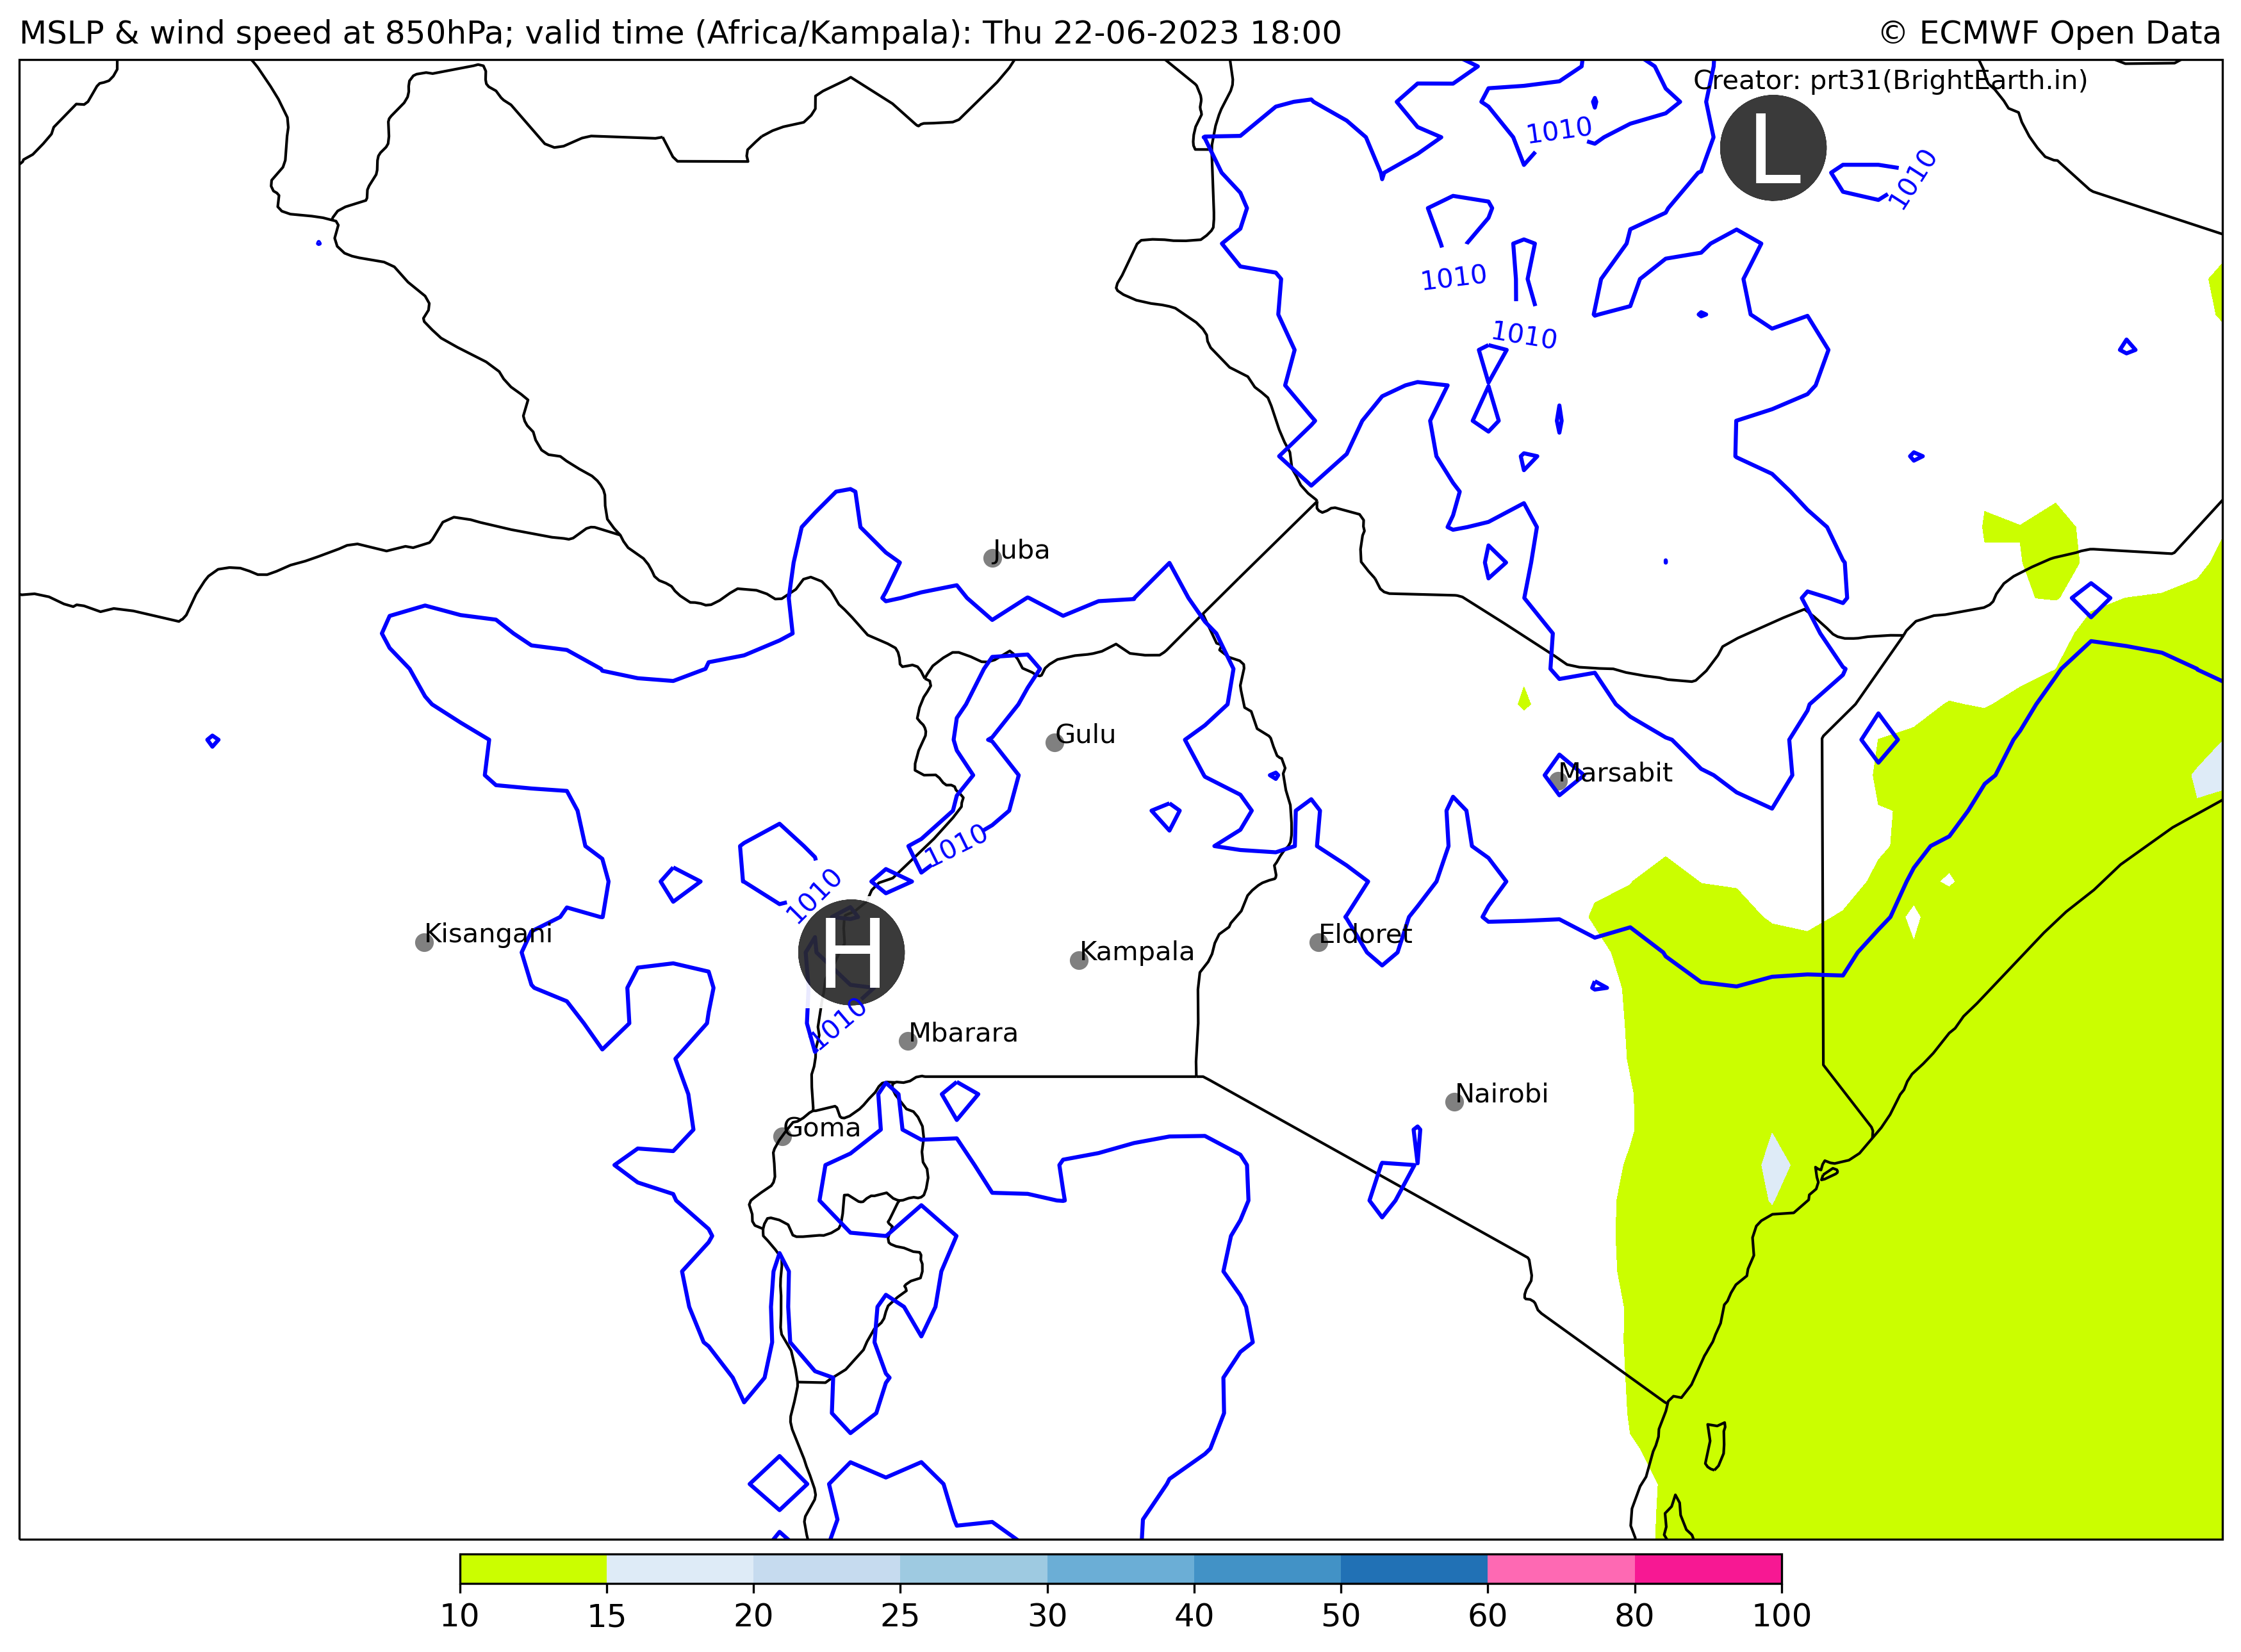 MSLP & wind speed at 850hPa; valid time (Africa/Kampala): Thu 22-06-2023 18:00
© ECMWF Open Data
Creator: prt31(BrightEarth.in)
L
1010
1010
1010
1010
Juba
Gulu
Marsabit
1010
1010
Kisangani
H
Eldoret
Kampala
1010
Mbarara
Nairobi
Goma
10 15 20 25 30 40 50 60 80 100